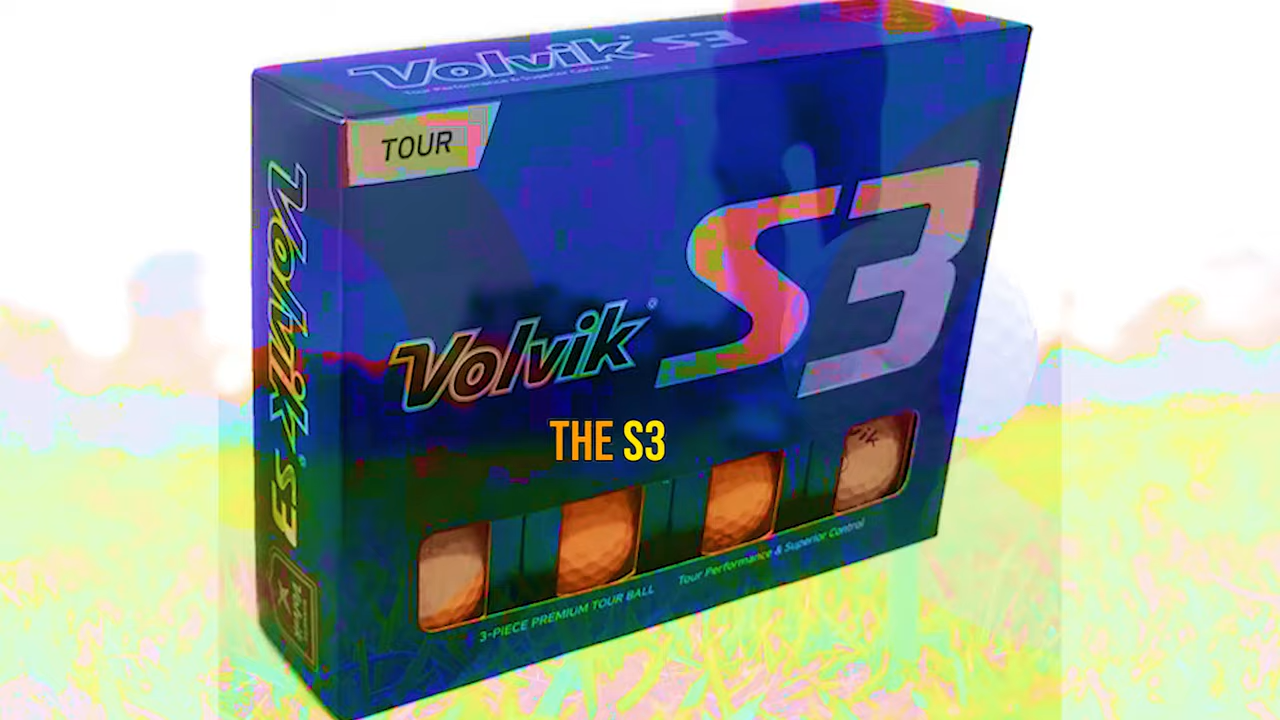 Volvik S3
Tour Performance & Superior Control
TOUR
Volvik S3
S3
Volvik
THE S3
3-PIECE PREMIUM TOUR BALL
Tour Performance & Superior Control